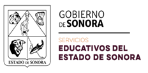 GOBIERNO
DE SONORA
SERVICIOS
EDUCATIVOS DEL
ESTADO DE SONORA
ESTADO DE SONORA